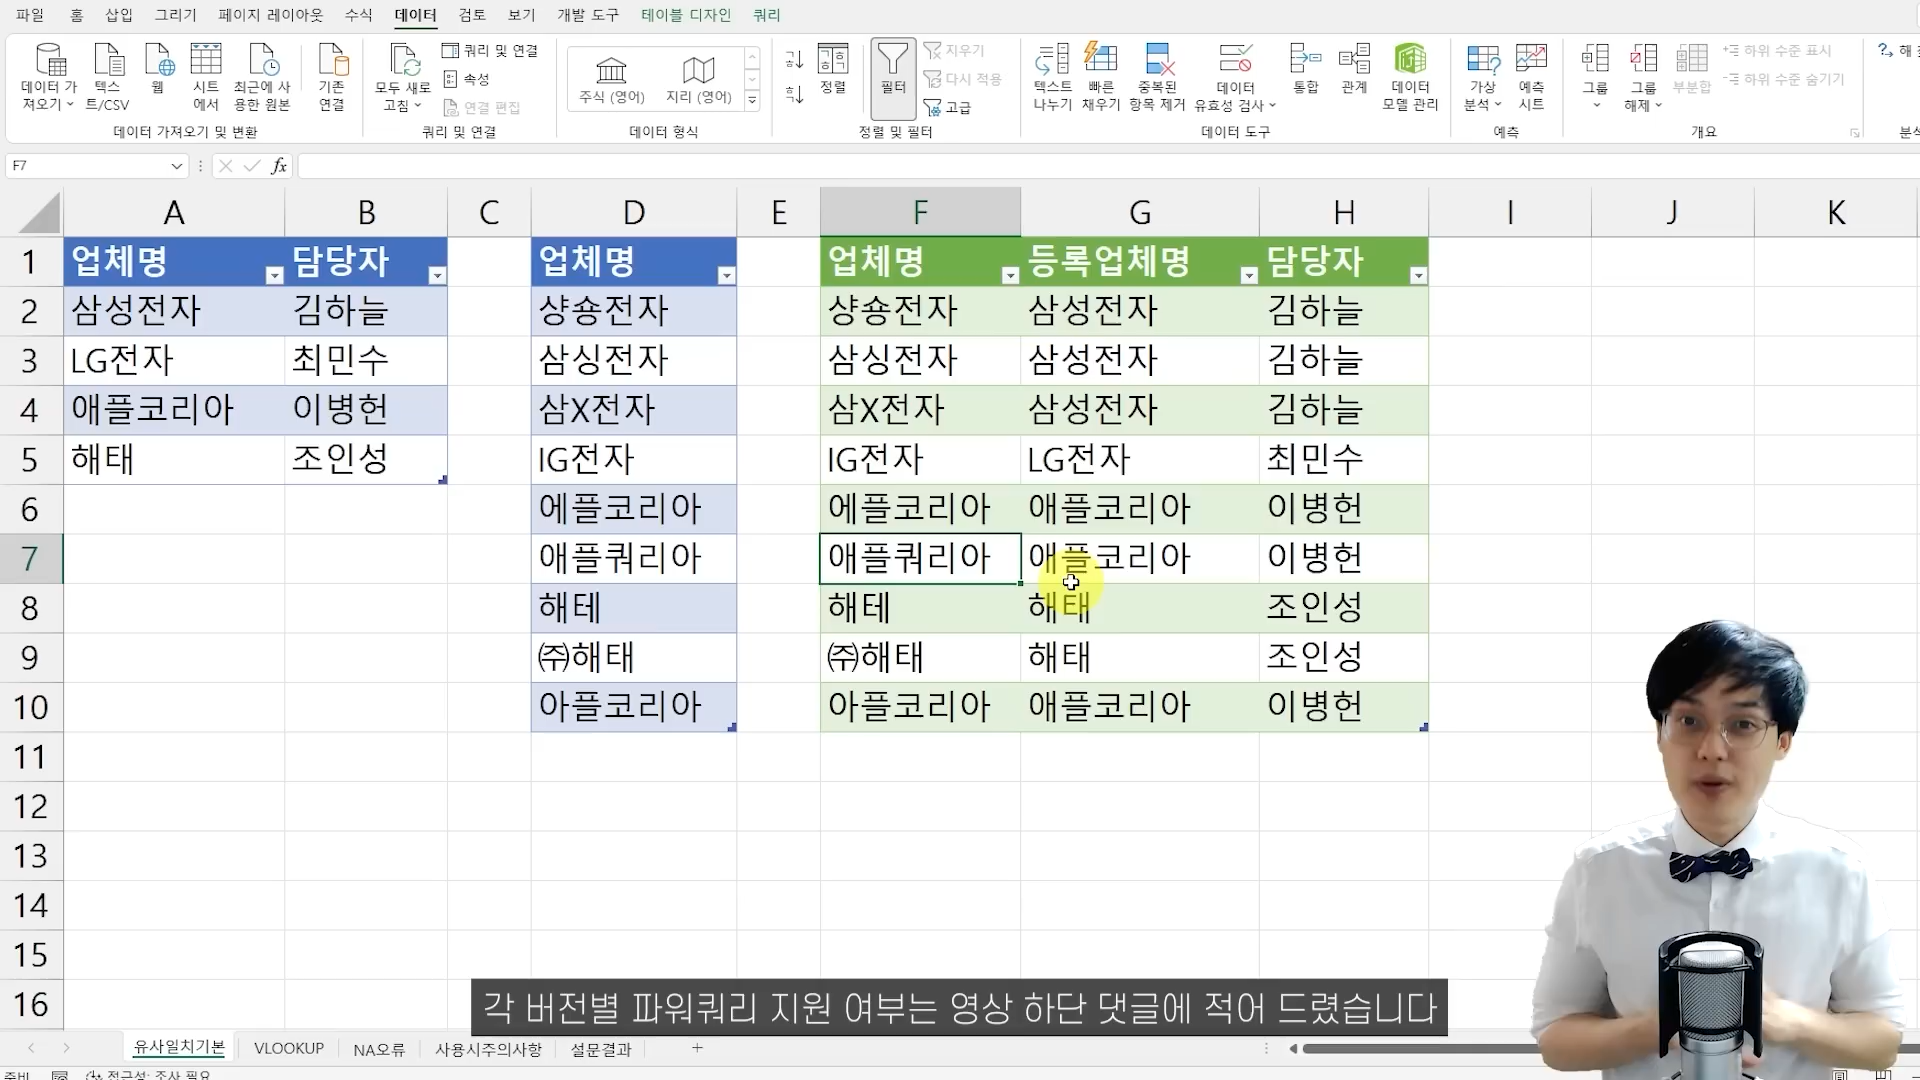 파일 홈 삽입 그리기 페이지 레이아웃 수식 데이터 검토 보기 개발 도구 테이블 디자인 쿼리
데이터 가져오기 텍스트/CSV 웹 시트에서 최근에 사용한 원본 기존 연결
데이터 가져오기 및 변환
모두 새로 고침 쿼리 및 연결 속성 연결 편집
쿼리 및 연결
주식 (영어) 지리 (영어)
데이터 형식
정렬 필터 지우기 다시 적용 고급
정렬 및 필터
텍스트 나누기 빠른 채우기 중복된 항목 제거 데이터 유효성 검사 통합 관계 데이터 모델 관리
데이터 도구
가상 분석 예측 시트
예측
그룹 그룹 해제 부분합 하위 수준 표시 하위 수준 숨기기
개요
F7 fx
A B C D E F G H I J K
1 업체명 담당자 업체명 업체명 등록업체명 담당자
2 삼성전자 김하늘 샹숑전자 샹숑전자 삼성전자 김하늘
3 LG전자 최민수 삼싱전자 삼싱전자 삼성전자 김하늘
4 애플코리아 이병헌 삼X전자 삼X전자 삼성전자 김하늘
5 해태 조인성 IG전자 IG전자 LG전자 최민수
6 에플코리아 에플코리아 애플코리아 이병헌
7 애플쿼리아 애플쿼리아 애플코리아 이병헌
8 해테 해테 해태 조인성
9 ㈜해태 ㈜해태 해태 조인성
10 아플코리아 아플코리아 애플코리아 이병헌
11
12
13
14
15
16
각 버전별 파워쿼리 지원 여부는 영상 하단 댓글에 적어 드렸습니다
유사일치기본 VLOOKUP NA오류 사용시주의사항 설문결과
준비 접근성: 조사 필요